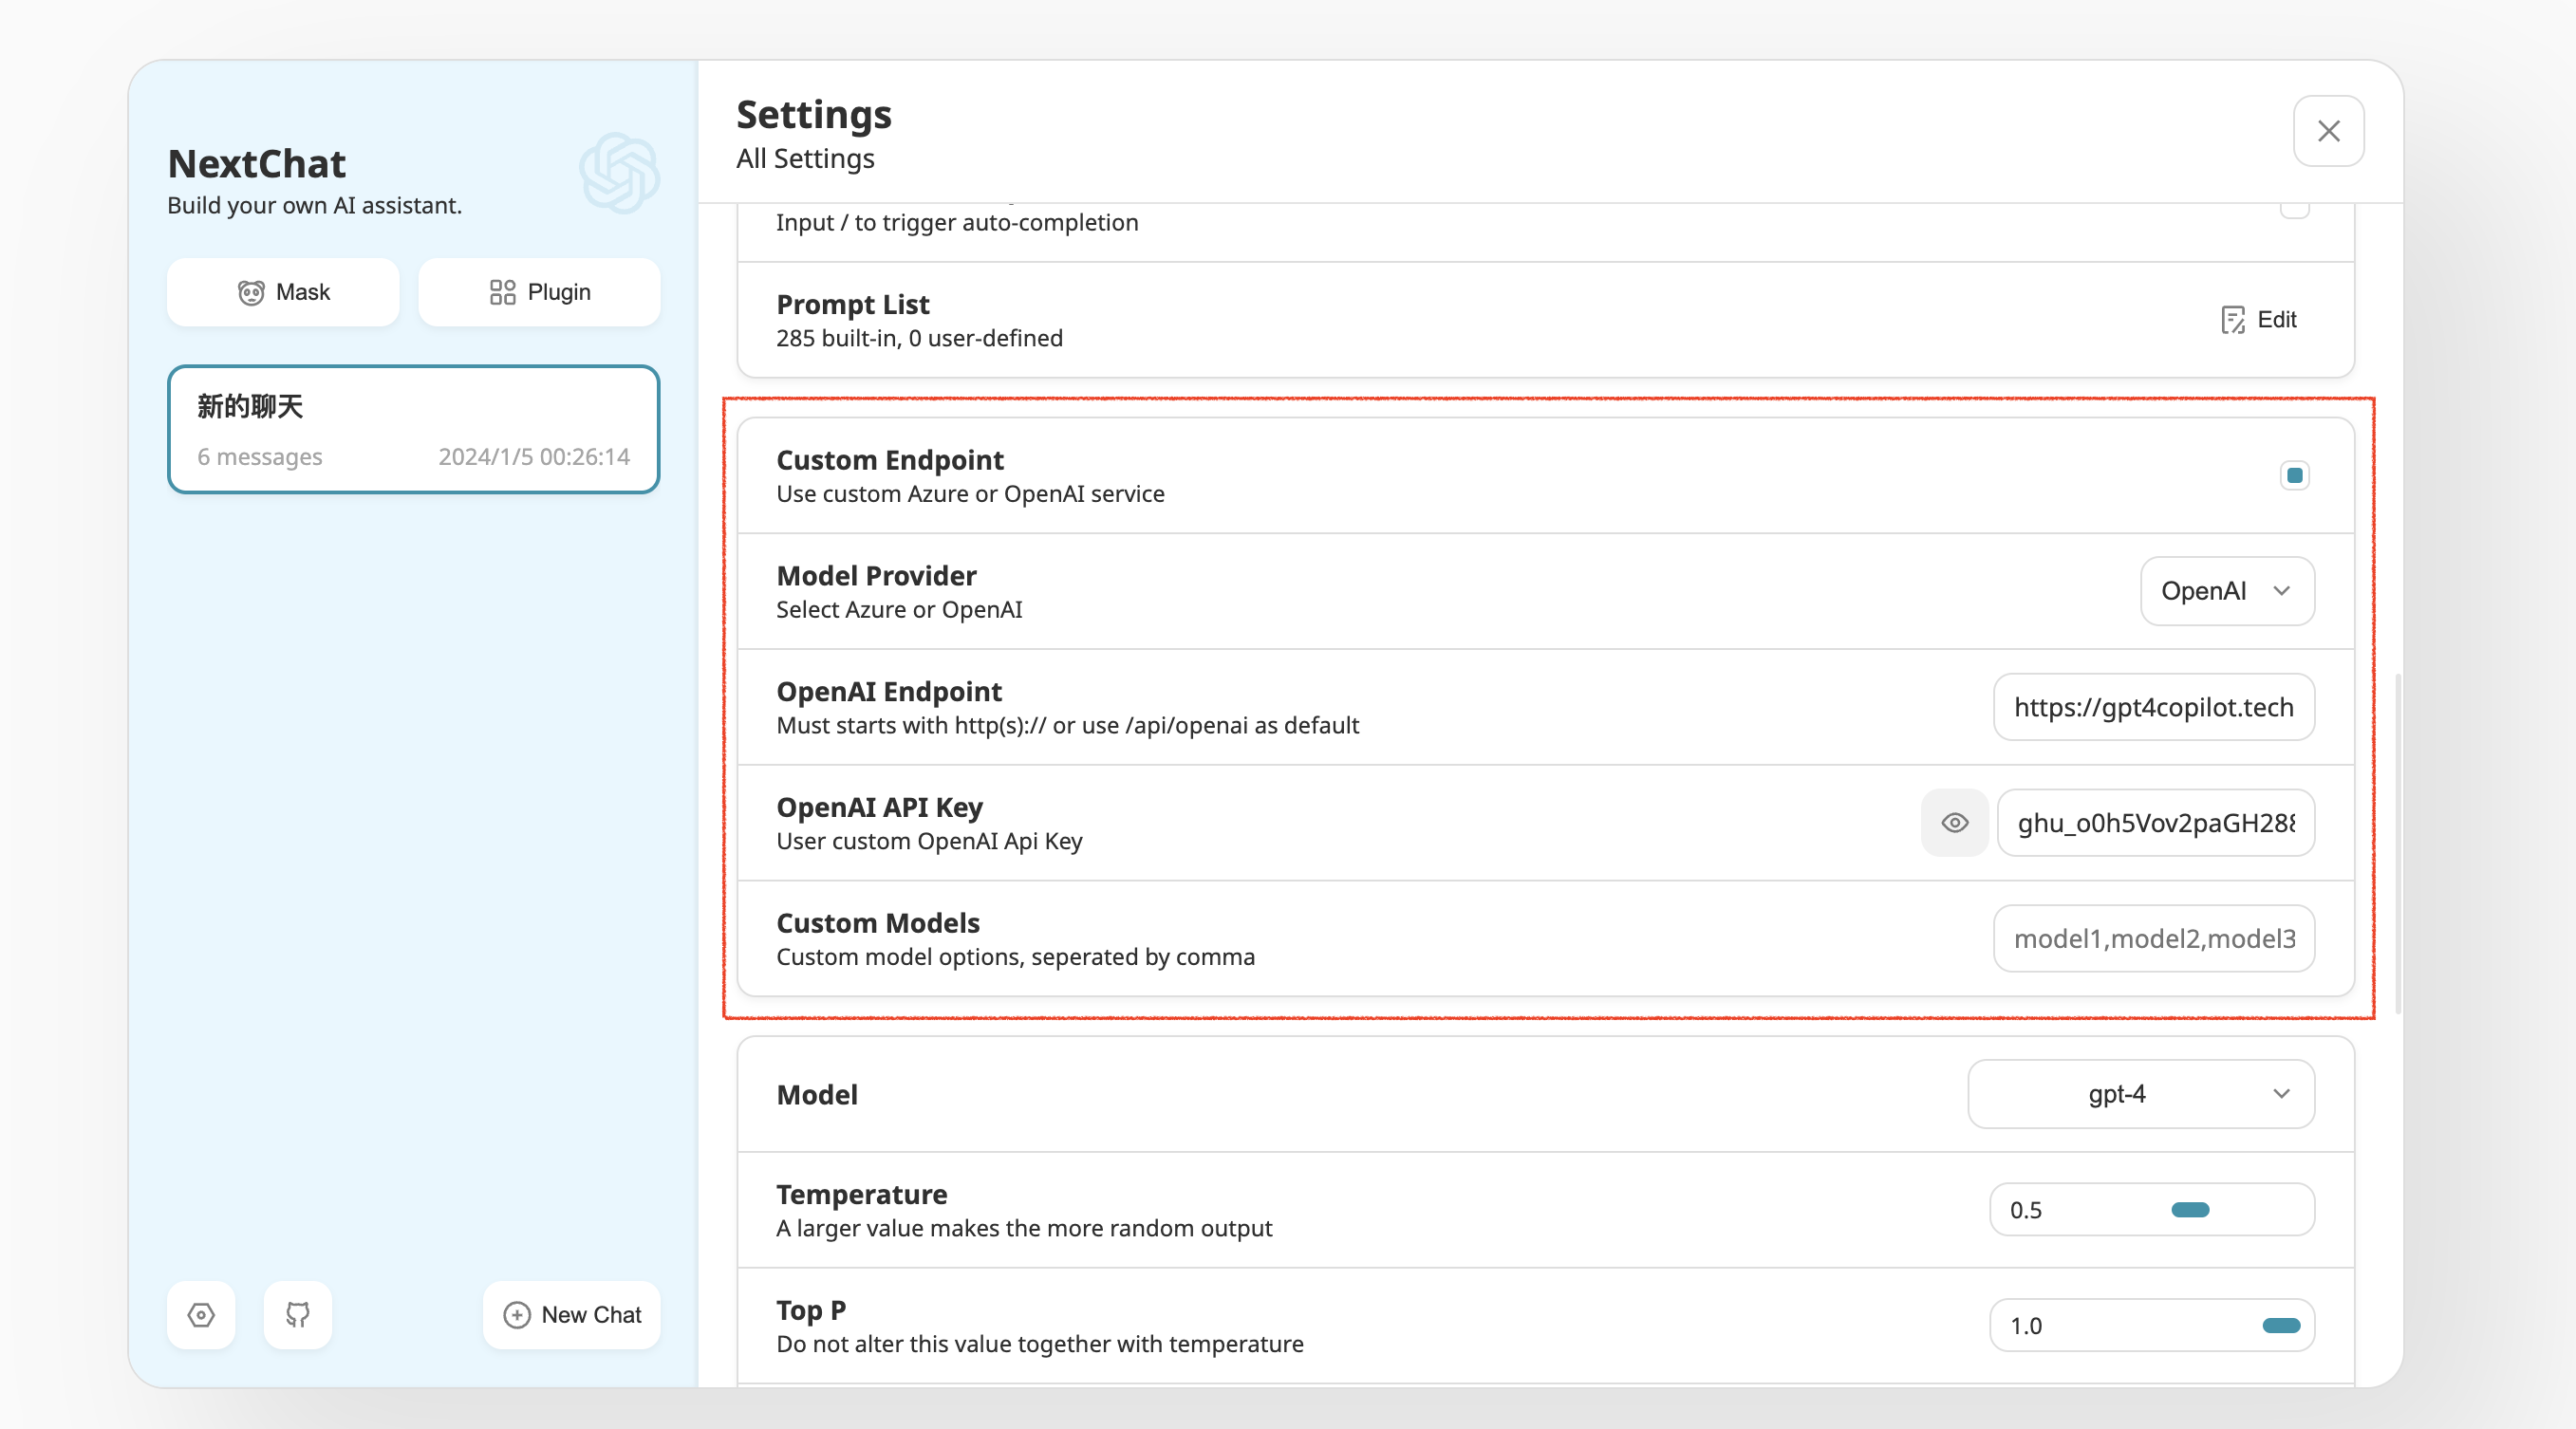 NextChat
Build your own AI assistant.
Mask
Plugin
新的聊天
6 messages
2024/1/5 00:26:14
New Chat
Settings
All Settings
Input / to trigger auto-completion
Prompt List
285 built-in, 0 user-defined
Edit
Custom Endpoint
Use custom Azure or OpenAI service
Model Provider
Select Azure or OpenAI
OpenAI
OpenAI Endpoint
Must starts with http(s):// or use /api/openai as default
https://gpt4copilot.tech
OpenAI API Key
User custom OpenAI Api Key
ghu_o0h5Vov2paGH288
Custom Models
Custom model options, seperated by comma
model1,model2,model3
Model
gpt-4
Temperature
A larger value makes the more random output
0.5
Top P
Do not alter this value together with temperature
1.0